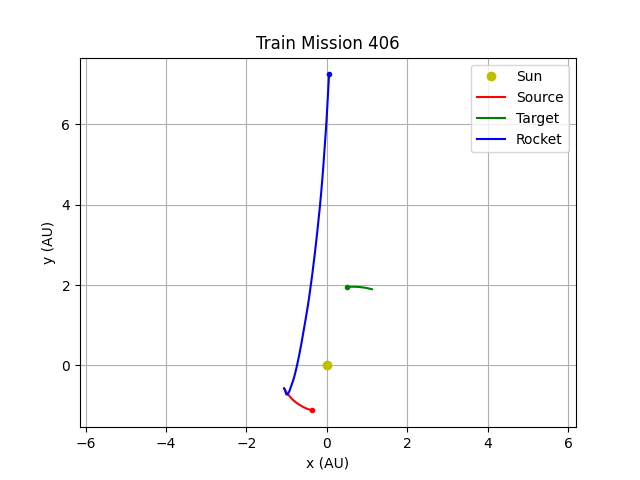 Train Mission 406
Sun
Source
Target
Rocket
y (AU)
6
4
2
0
−6
−4
−2
0
2
4
6
x (AU)